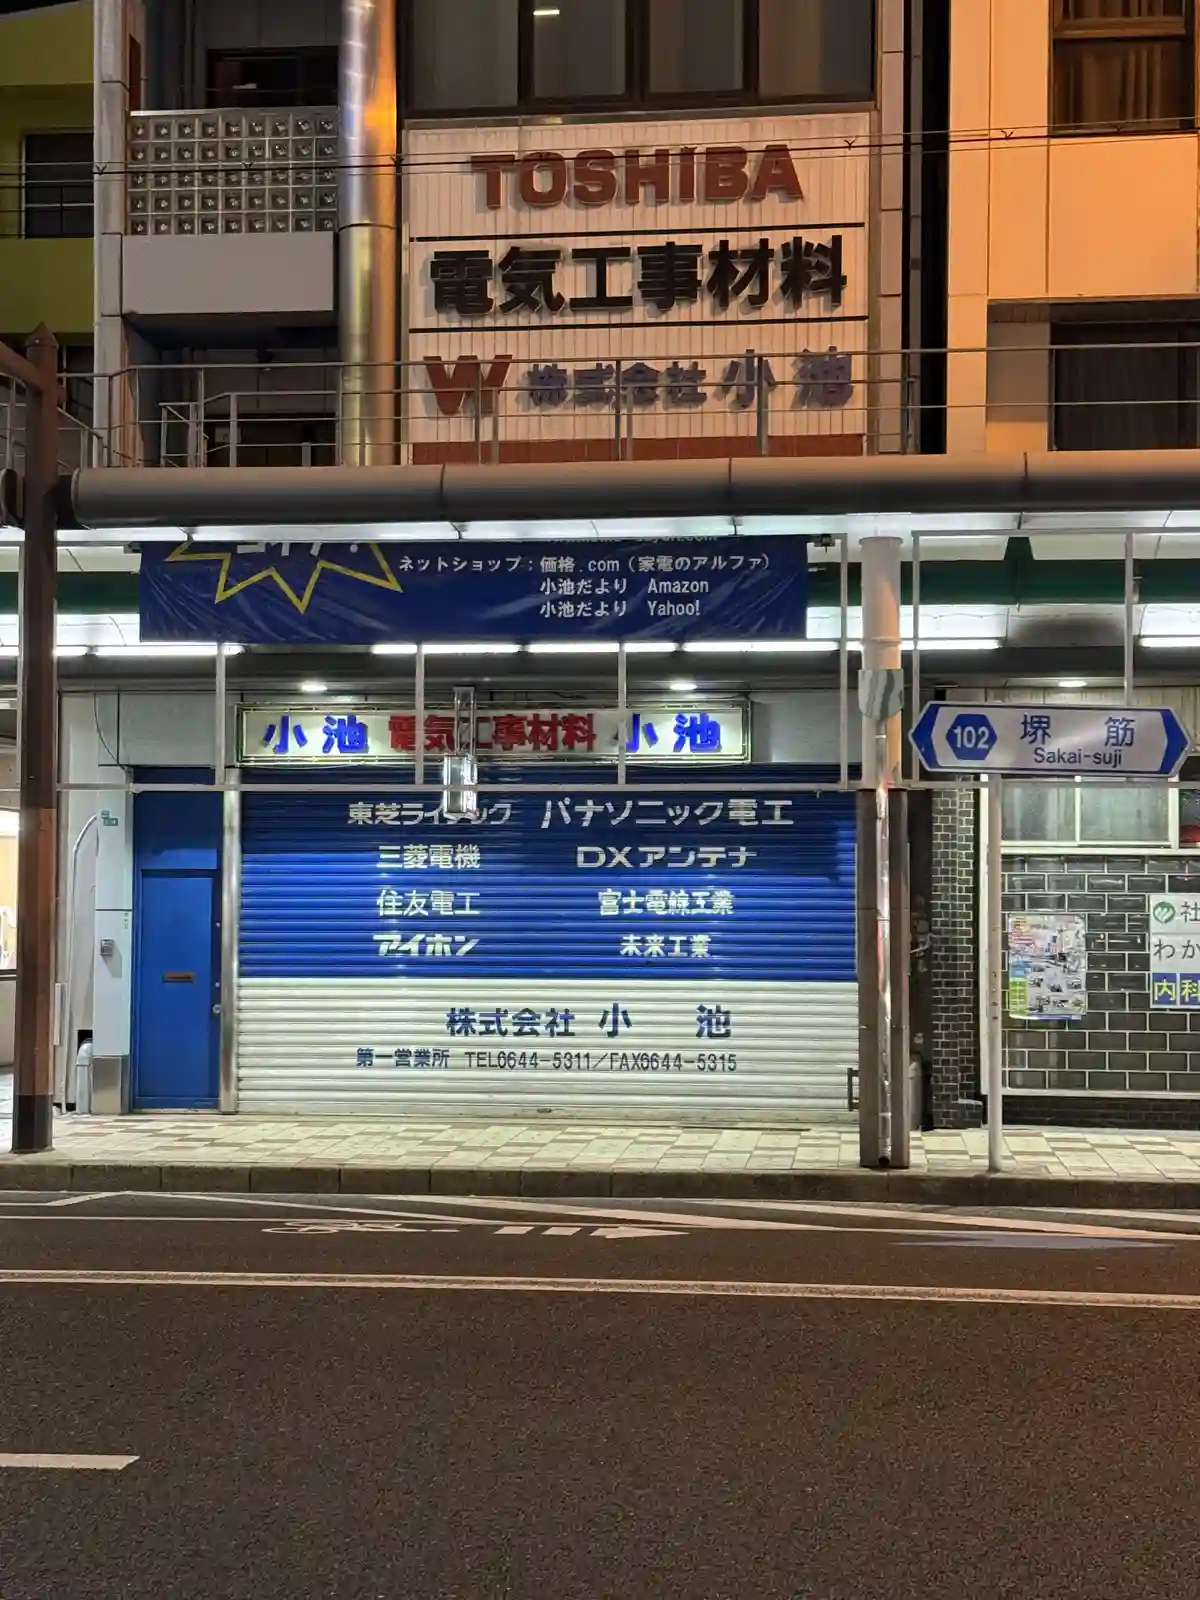 TOSHIBA
電気工事材料
株式会社 小池
ネットショップ：価格.com（家電のアルファ）
小池だより Amazon
小池だより Yahoo!
小池 電気工事材料 小池
102 堺筋
Sakai-suji
東芝ライテック パナソニック電工
三菱電機 DXアンテナ
住友電工 富士電線工業
アイホン 未来工業
株式会社 小池
第一営業所 TEL0644-5311／FAX0644-5315
社
わか
内科